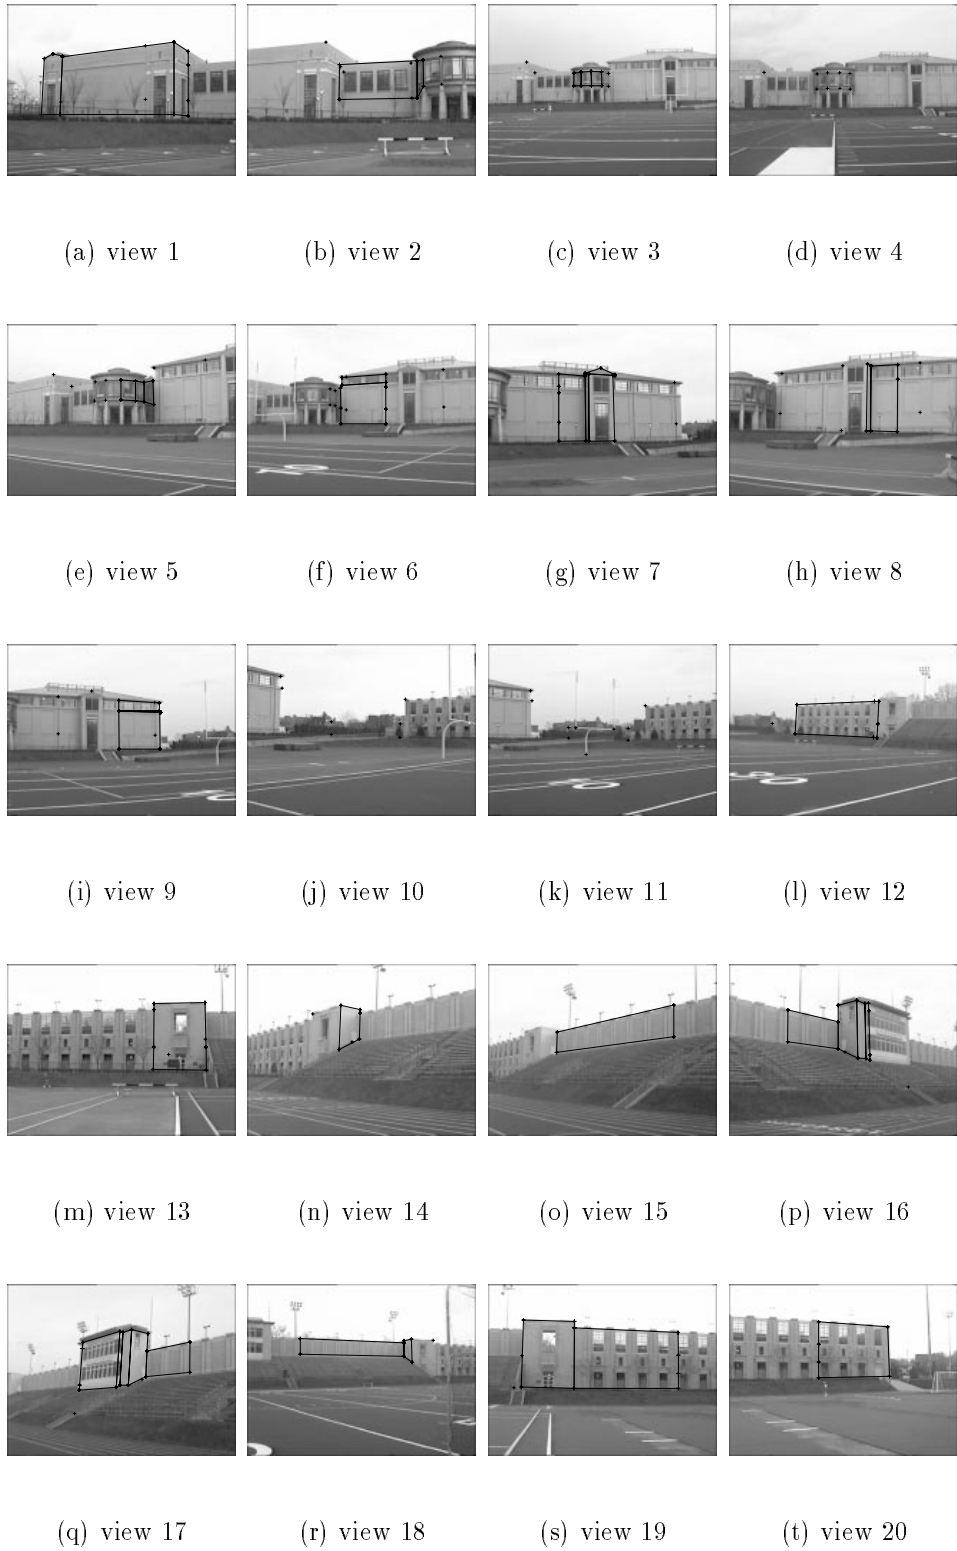 (a) view 1 (b) view 2 (c) view 3 (d) view 4
(e) view 5 (f) view 6 (g) view 7 (h) view 8
(i) view 9 (j) view 10 (k) view 11 (l) view 12
(m) view 13 (n) view 14 (o) view 15 (p) view 16
(q) view 17 (r) view 18 (s) view 19 (t) view 20